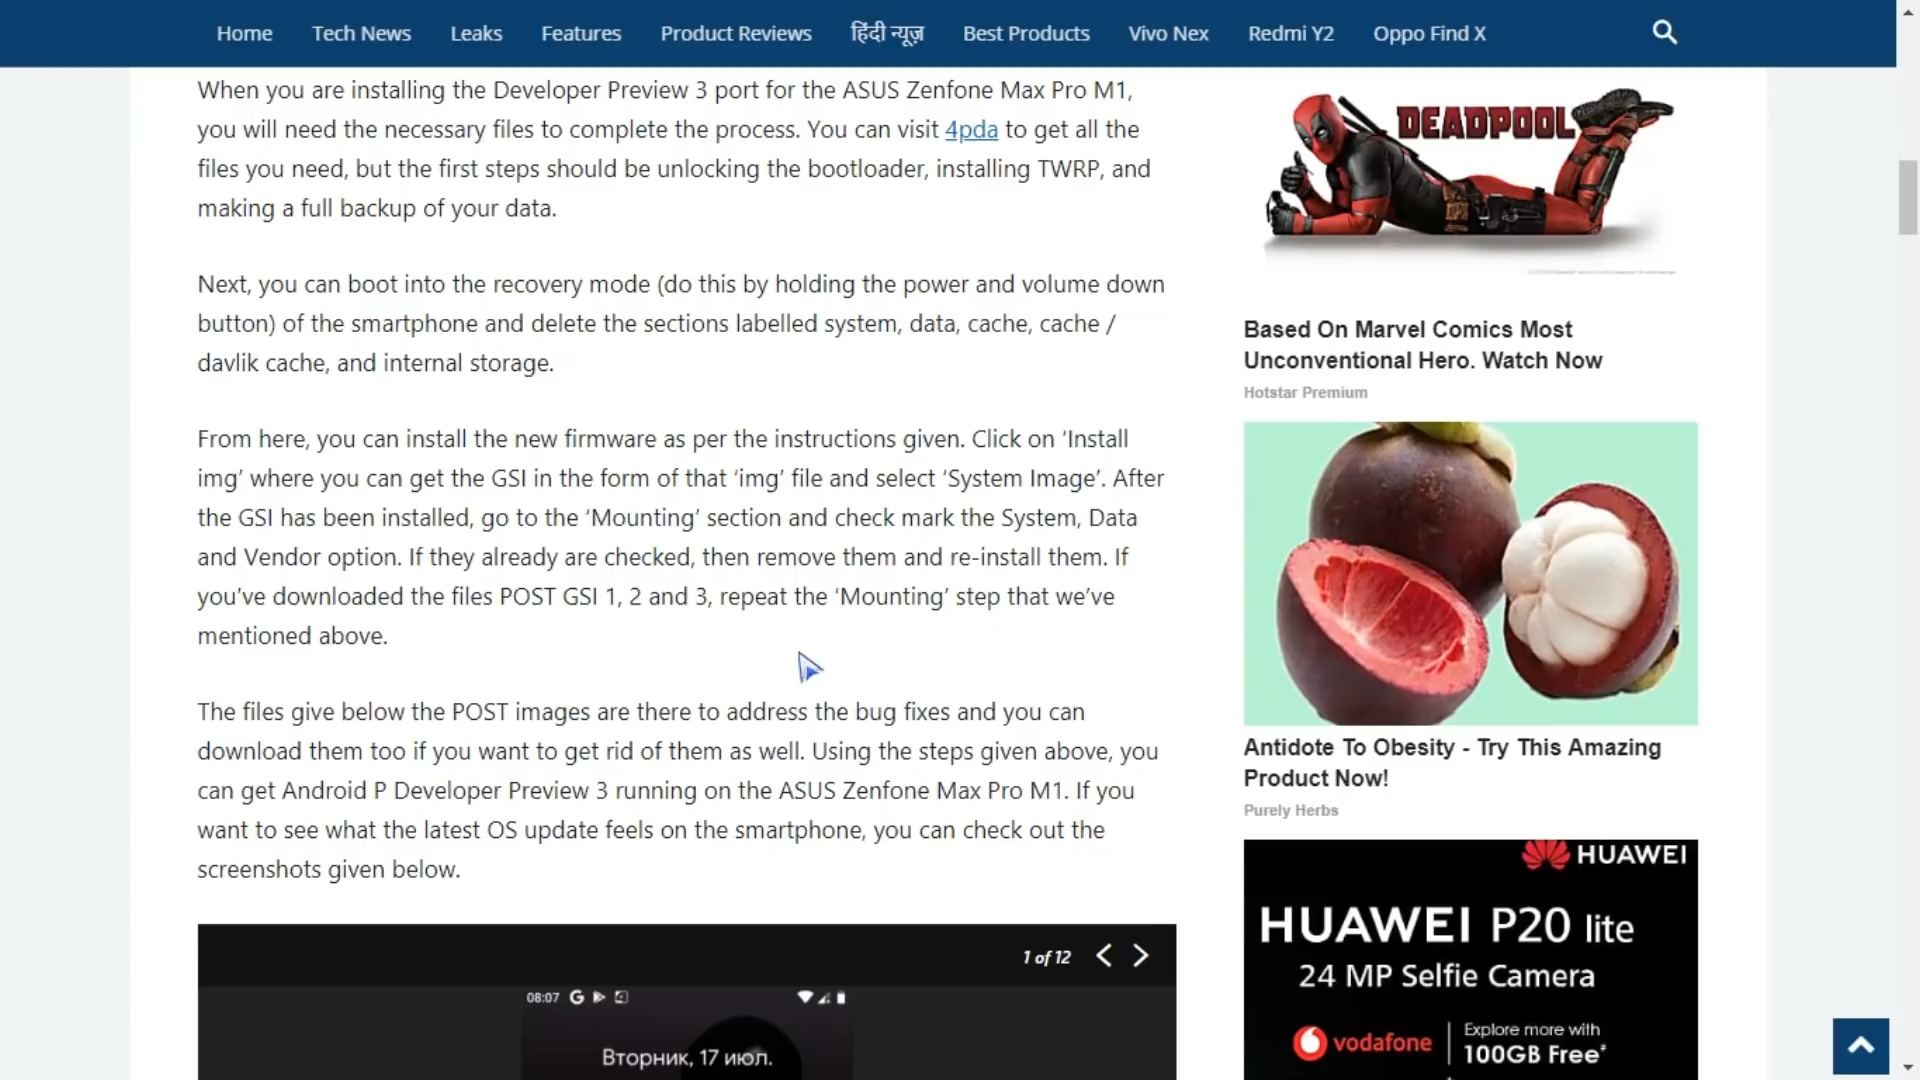 Home Tech News Leaks Features Product Reviews हिंदी न्यूज़ Best Products Vivo Nex Redmi Y2 Oppo Find X
When you are installing the Developer Preview 3 port for the ASUS Zenfone Max Pro M1,
you will need the necessary files to complete the process. You can visit 4pda to get all the
files you need, but the first steps should be unlocking the bootloader, installing TWRP, and
making a full backup of your data.
Next, you can boot into the recovery mode (do this by holding the power and volume down
button) of the smartphone and delete the sections labelled system, data, cache, cache /
davlik cache, and internal storage.
From here, you can install the new firmware as per the instructions given. Click on ‘Install
img’ where you can get the GSI in the form of that ‘img’ file and select ‘System Image’. After
the GSI has been installed, go to the ‘Mounting’ section and check mark the System, Data
and Vendor option. If they already are checked, then remove them and re-install them. If
you’ve downloaded the files POST GSI 1, 2 and 3, repeat the ‘Mounting’ step that we’ve
mentioned above.
The files give below the POST images are there to address the bug fixes and you can
download them too if you want to get rid of them as well. Using the steps given above, you
can get Android P Developer Preview 3 running on the ASUS Zenfone Max Pro M1. If you
want to see what the latest OS update feels on the smartphone, you can check out the
screenshots given below.
1 of 12
08:07
Вторник, 17 июл.
DEADPOOL
Based On Marvel Comics Most
Unconventional Hero. Watch Now
Hotstar Premium
Antidote To Obesity - Try This Amazing
Product Now!
Purely Herbs
HUAWEI
HUAWEI P20 lite
24 MP Selfie Camera
vodafone
Explore more with
100GB Free*